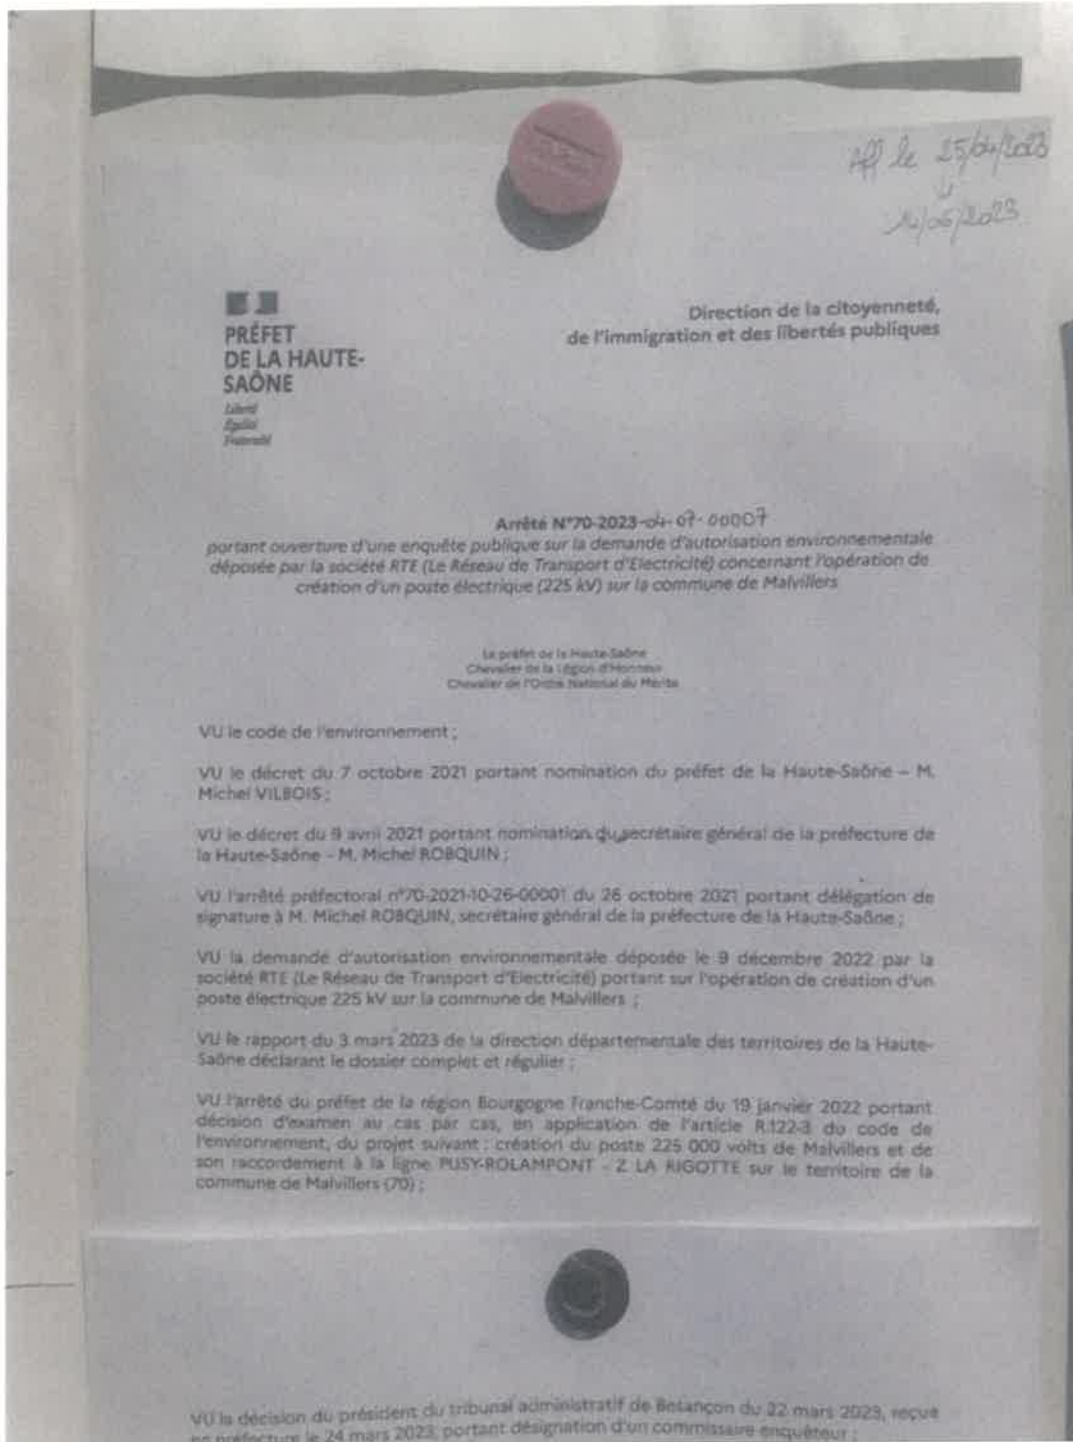 Aff le 25/04/2023
↓
14/06/2023
PRÉFET
DE LA HAUTE-
SAÔNE
Liberté
Égalité
Fraternité
Direction de la citoyenneté,
de l'immigration et des libertés publiques
Arrêté N°70-2023-04-07-00007
portant ouverture d'une enquête publique sur la demande d'autorisation environnementale
déposée par la société RTE (Le Réseau de Transport d'Electricité) concernant l'opération de
création d'un poste électrique (225 kV) sur la commune de Malvillers
Le préfet de la Haute-Saône
Chevalier de la Légion d'Honneur
Chevalier de l'Ordre National du Mérite
VU le code de l'environnement ;
VU le décret du 7 octobre 2021 portant nomination du préfet de la Haute-Saône – M.
Michel VILBOIS ;
VU le décret du 9 avril 2021 portant nomination du secrétaire général de la préfecture de
la Haute-Saône - M. Michel ROBQUIN ;
VU l'arrêté préfectoral n°70-2021-10-26-00001 du 26 octobre 2021 portant délégation de
signature à M. Michel ROBQUIN, secrétaire général de la préfecture de la Haute-Saône ;
VU la demande d'autorisation environnementale déposée le 9 décembre 2022 par la
société RTE (Le Réseau de Transport d'Electricité) portant sur l'opération de création d'un
poste électrique 225 kV sur la commune de Malvillers ;
VU le rapport du 3 mars 2023 de la direction départementale des territoires de la Haute-
Saône déclarant le dossier complet et régulier ;
VU l'arrêté du préfet de la région Bourgogne Franche-Comté du 19 janvier 2022 portant
décision d'examen au cas par cas, en application de l'article R.122-3 du code de
l'environnement, du projet suivant : création du poste 225 000 volts de Malvillers et de
son raccordement à la ligne PUSY-ROLAMPONT - Z LA RIGOTTE sur le territoire de la
commune de Malvillers (70) ;
VU la décision du président du tribunal administratif de Besançon du 22 mars 2023, reçue
en préfecture le 24 mars 2023, portant désignation d'un commissaire enquêteur ;